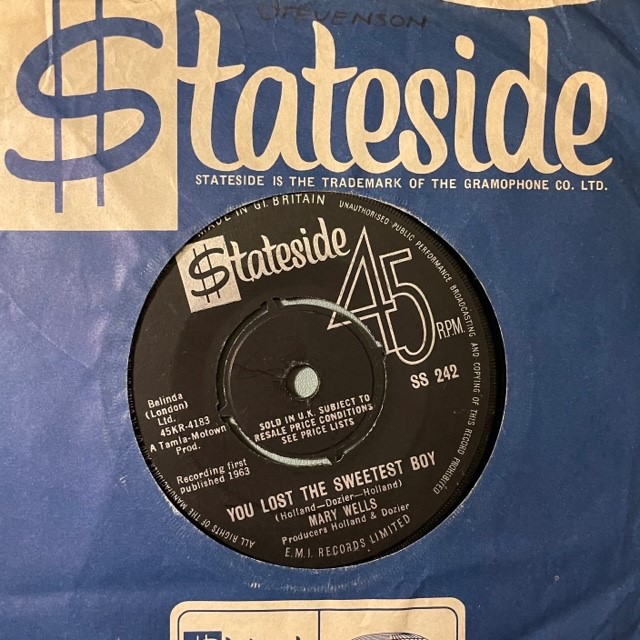 STEVENSON
$tateside
STATESIDE IS THE TRADEMARK OF THE GRAMOPHONE CO. LTD.
MADE IN GT. BRITAIN
UNAUTHORISED PUBLIC PERFORMANCE BROADCASTING AND COPYING OF THIS RECORD PROHIBITED
$tateside
45
R.P.M.
SS 242
Belinda
(London)
Ltd.
45KR-4183
A Tamla-Motown
Prod.
Recording first
published 1963
SOLD IN U.K. SUBJECT TO
RESALE PRICE CONDITIONS
SEE PRICE LISTS
YOU LOST THE SWEETEST BOY
(Holland—Dozier—Holland)
MARY WELLS
Producers Holland & Dozier
E.M.I. RECORDS LIMITED
ALL RIGHTS OF THE
$tateside